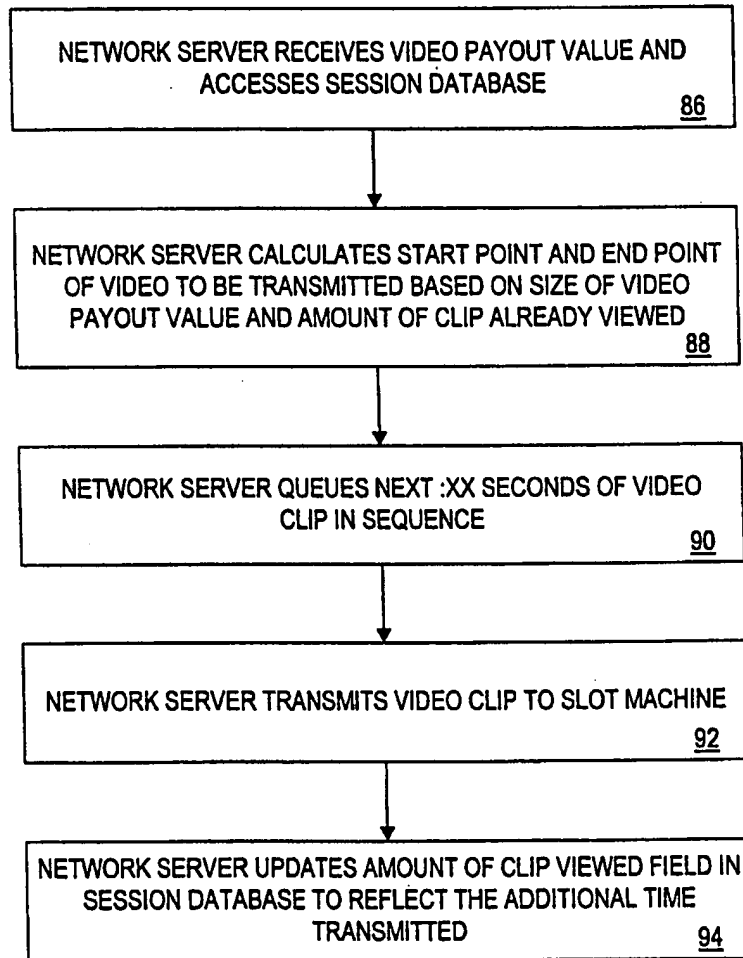 NETWORK SERVER RECEIVES VIDEO PAYOUT VALUE AND
ACCESSES SESSION DATABASE
86
NETWORK SERVER CALCULATES START POINT AND END POINT
OF VIDEO TO BE TRANSMITTED BASED ON SIZE OF VIDEO
PAYOUT VALUE AND AMOUNT OF CLIP ALREADY VIEWED
88
NETWORK SERVER QUEUES NEXT :XX SECONDS OF VIDEO
CLIP IN SEQUENCE
90
NETWORK SERVER TRANSMITS VIDEO CLIP TO SLOT MACHINE
92
NETWORK SERVER UPDATES AMOUNT OF CLIP VIEWED FIELD IN
SESSION DATABASE TO REFLECT THE ADDITIONAL TIME
TRANSMITTED
94